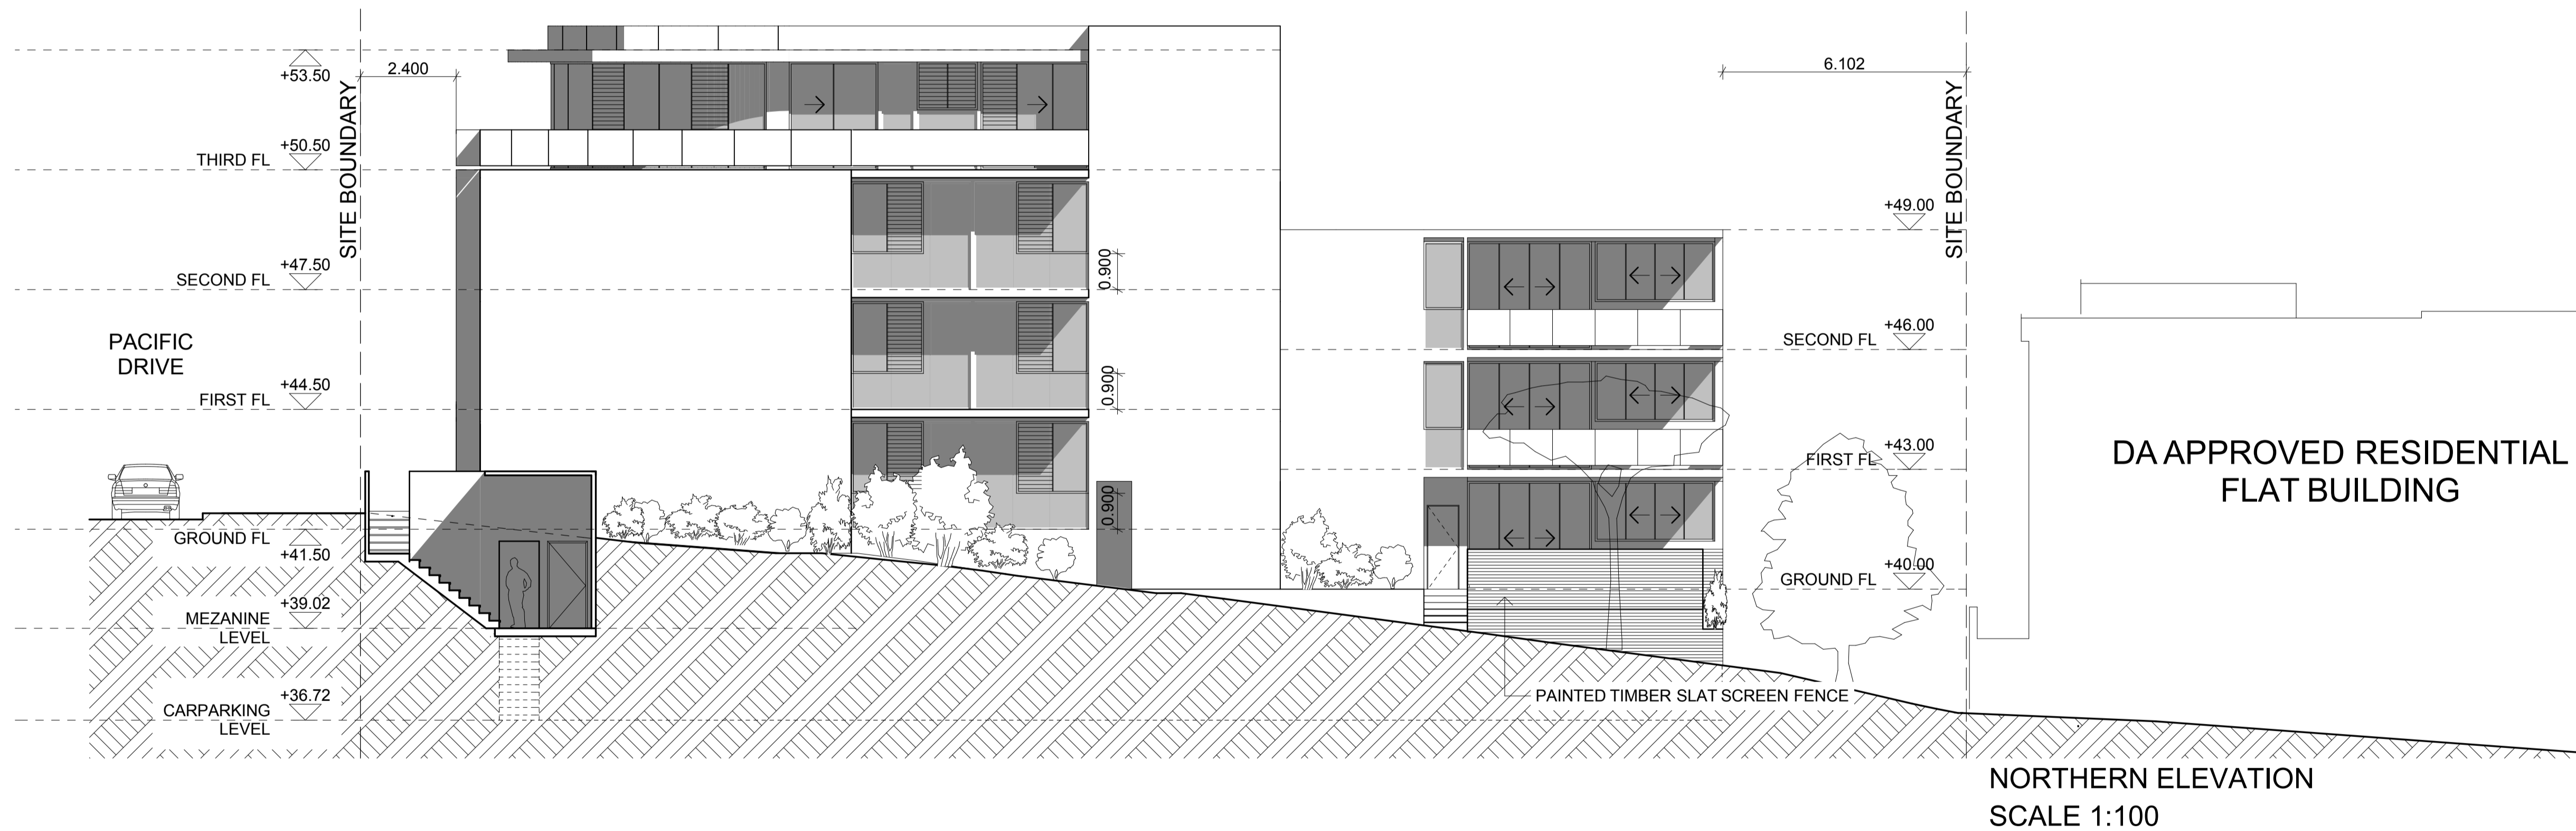 +53.50
SITE BOUNDARY
2.400
THIRD FL +50.50
SECOND FL +47.50
PACIFIC
DRIVE
FIRST FL +44.50
GROUND FL
+41.50
+39.02
MEZANINE
LEVEL
+36.72
CARPARKING
LEVEL
0.900
0.900
0.900
6.102
SITE BOUNDARY
+49.00
SECOND FL +46.00
FIRST FL +43.00
GROUND FL +40.00
PAINTED TIMBER SLAT SCREEN FENCE
DA APPROVED RESIDENTIAL
FLAT BUILDING
NORTHERN ELEVATION
SCALE 1:100